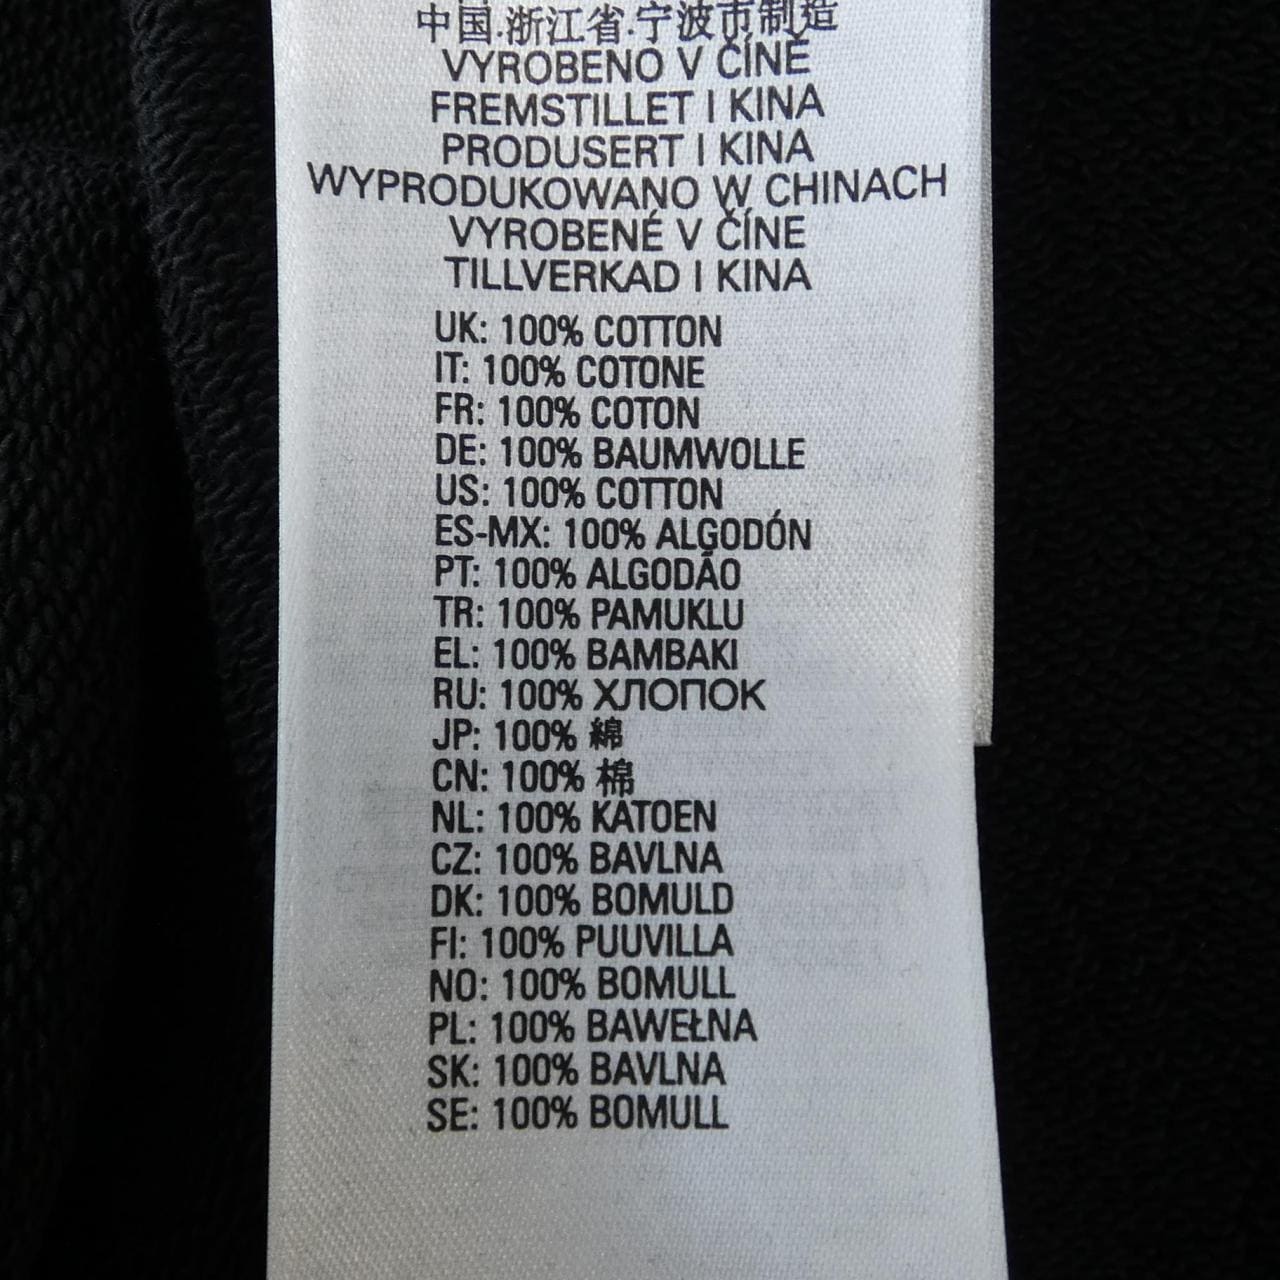 中国.浙江省.宁波市制造
VYROBENO V ČÍNĚ
FREMSTILLET I KINA
PRODUSERT I KINA
WYPRODUKOWANO W CHINACH
VYROBENÉ V ČÍNE
TILLVERKAD I KINA
UK: 100% COTTON
IT: 100% COTONE
FR: 100% COTON
DE: 100% BAUMWOLLE
US: 100% COTTON
ES-MX: 100% ALGODÓN
PT: 100% ALGODÃO
TR: 100% PAMUKLU
EL: 100% BAMBAKI
RU: 100% ХЛОПОК
JP: 100% 綿
CN: 100% 棉
NL: 100% KATOEN
CZ: 100% BAVLNA
DK: 100% BOMULD
FI: 100% PUUVILLA
NO: 100% BOMULL
PL: 100% BAWEŁNA
SK: 100% BAVLNA
SE: 100% BOMULL